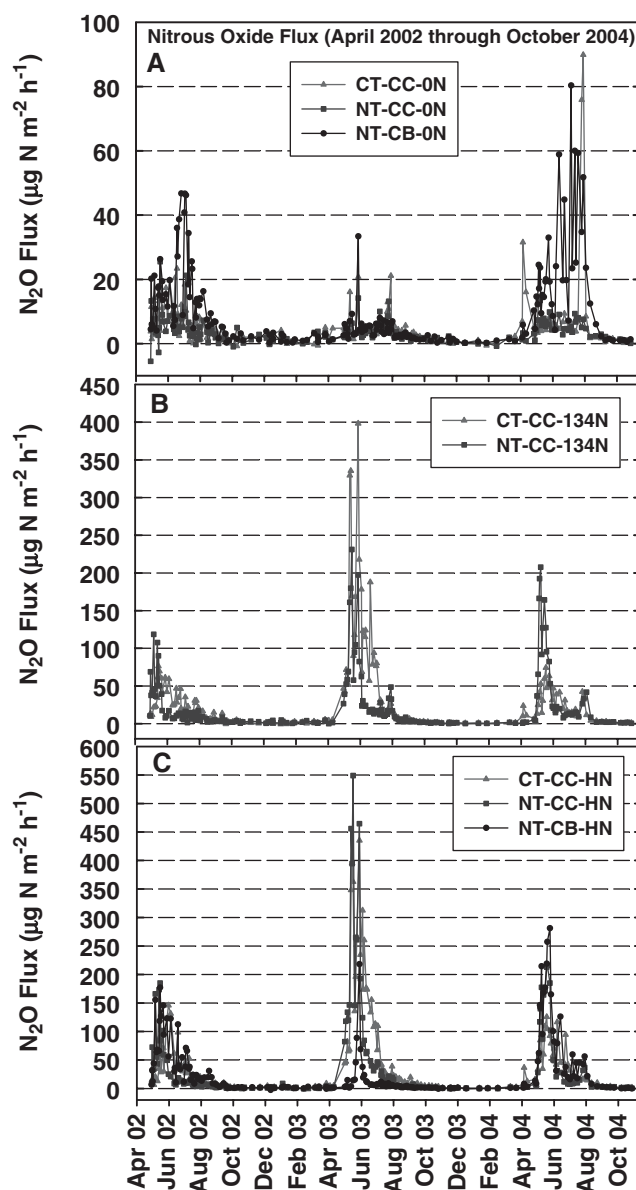 Nitrous Oxide Flux (April 2002 through October 2004)
A
CT-CC-0N
NT-CC-0N
NT-CB-0N
N₂O Flux (µg N m⁻² h⁻¹)
100
80
60
40
20
0
B
CT-CC-134N
NT-CC-134N
N₂O Flux (µg N m⁻² h⁻¹)
450
400
350
300
250
200
150
100
50
0
C
CT-CC-HN
NT-CC-HN
NT-CB-HN
N₂O Flux (µg N m⁻² h⁻¹)
600
550
500
450
400
350
300
250
200
150
100
50
0
Apr 02
Jun 02
Aug 02
Oct 02
Dec 02
Feb 03
Apr 03
Jun 03
Aug 03
Oct 03
Dec 03
Feb 04
Apr 04
Jun 04
Aug 04
Oct 04